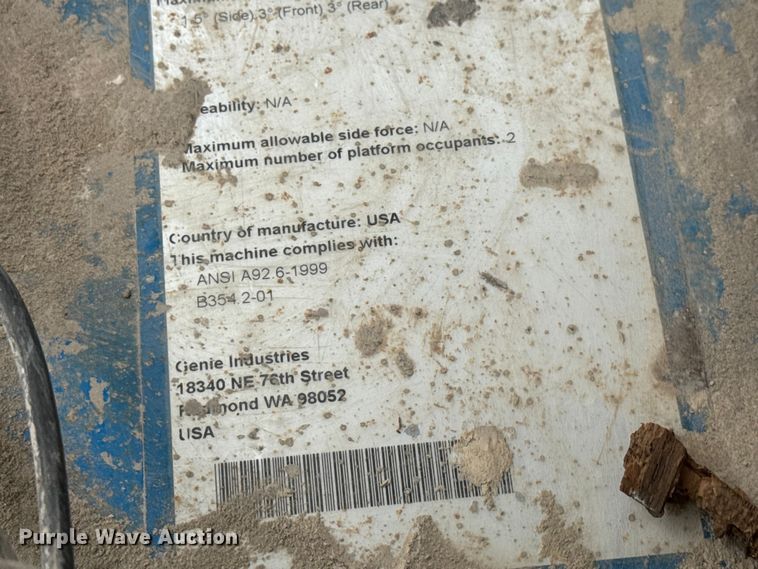 1.5° (Side) 3° (Front) 3° (Rear)
eability: N/A
Maximum allowable side force: N/A
Maximum number of platform occupants: 2
Country of manufacture: USA
This machine complies with:
ANSI A92.6-1999
B354.2-01
Genie Industries
18340 NE 76th Street
Redmond WA 98052
USA
Purple Wave Auction